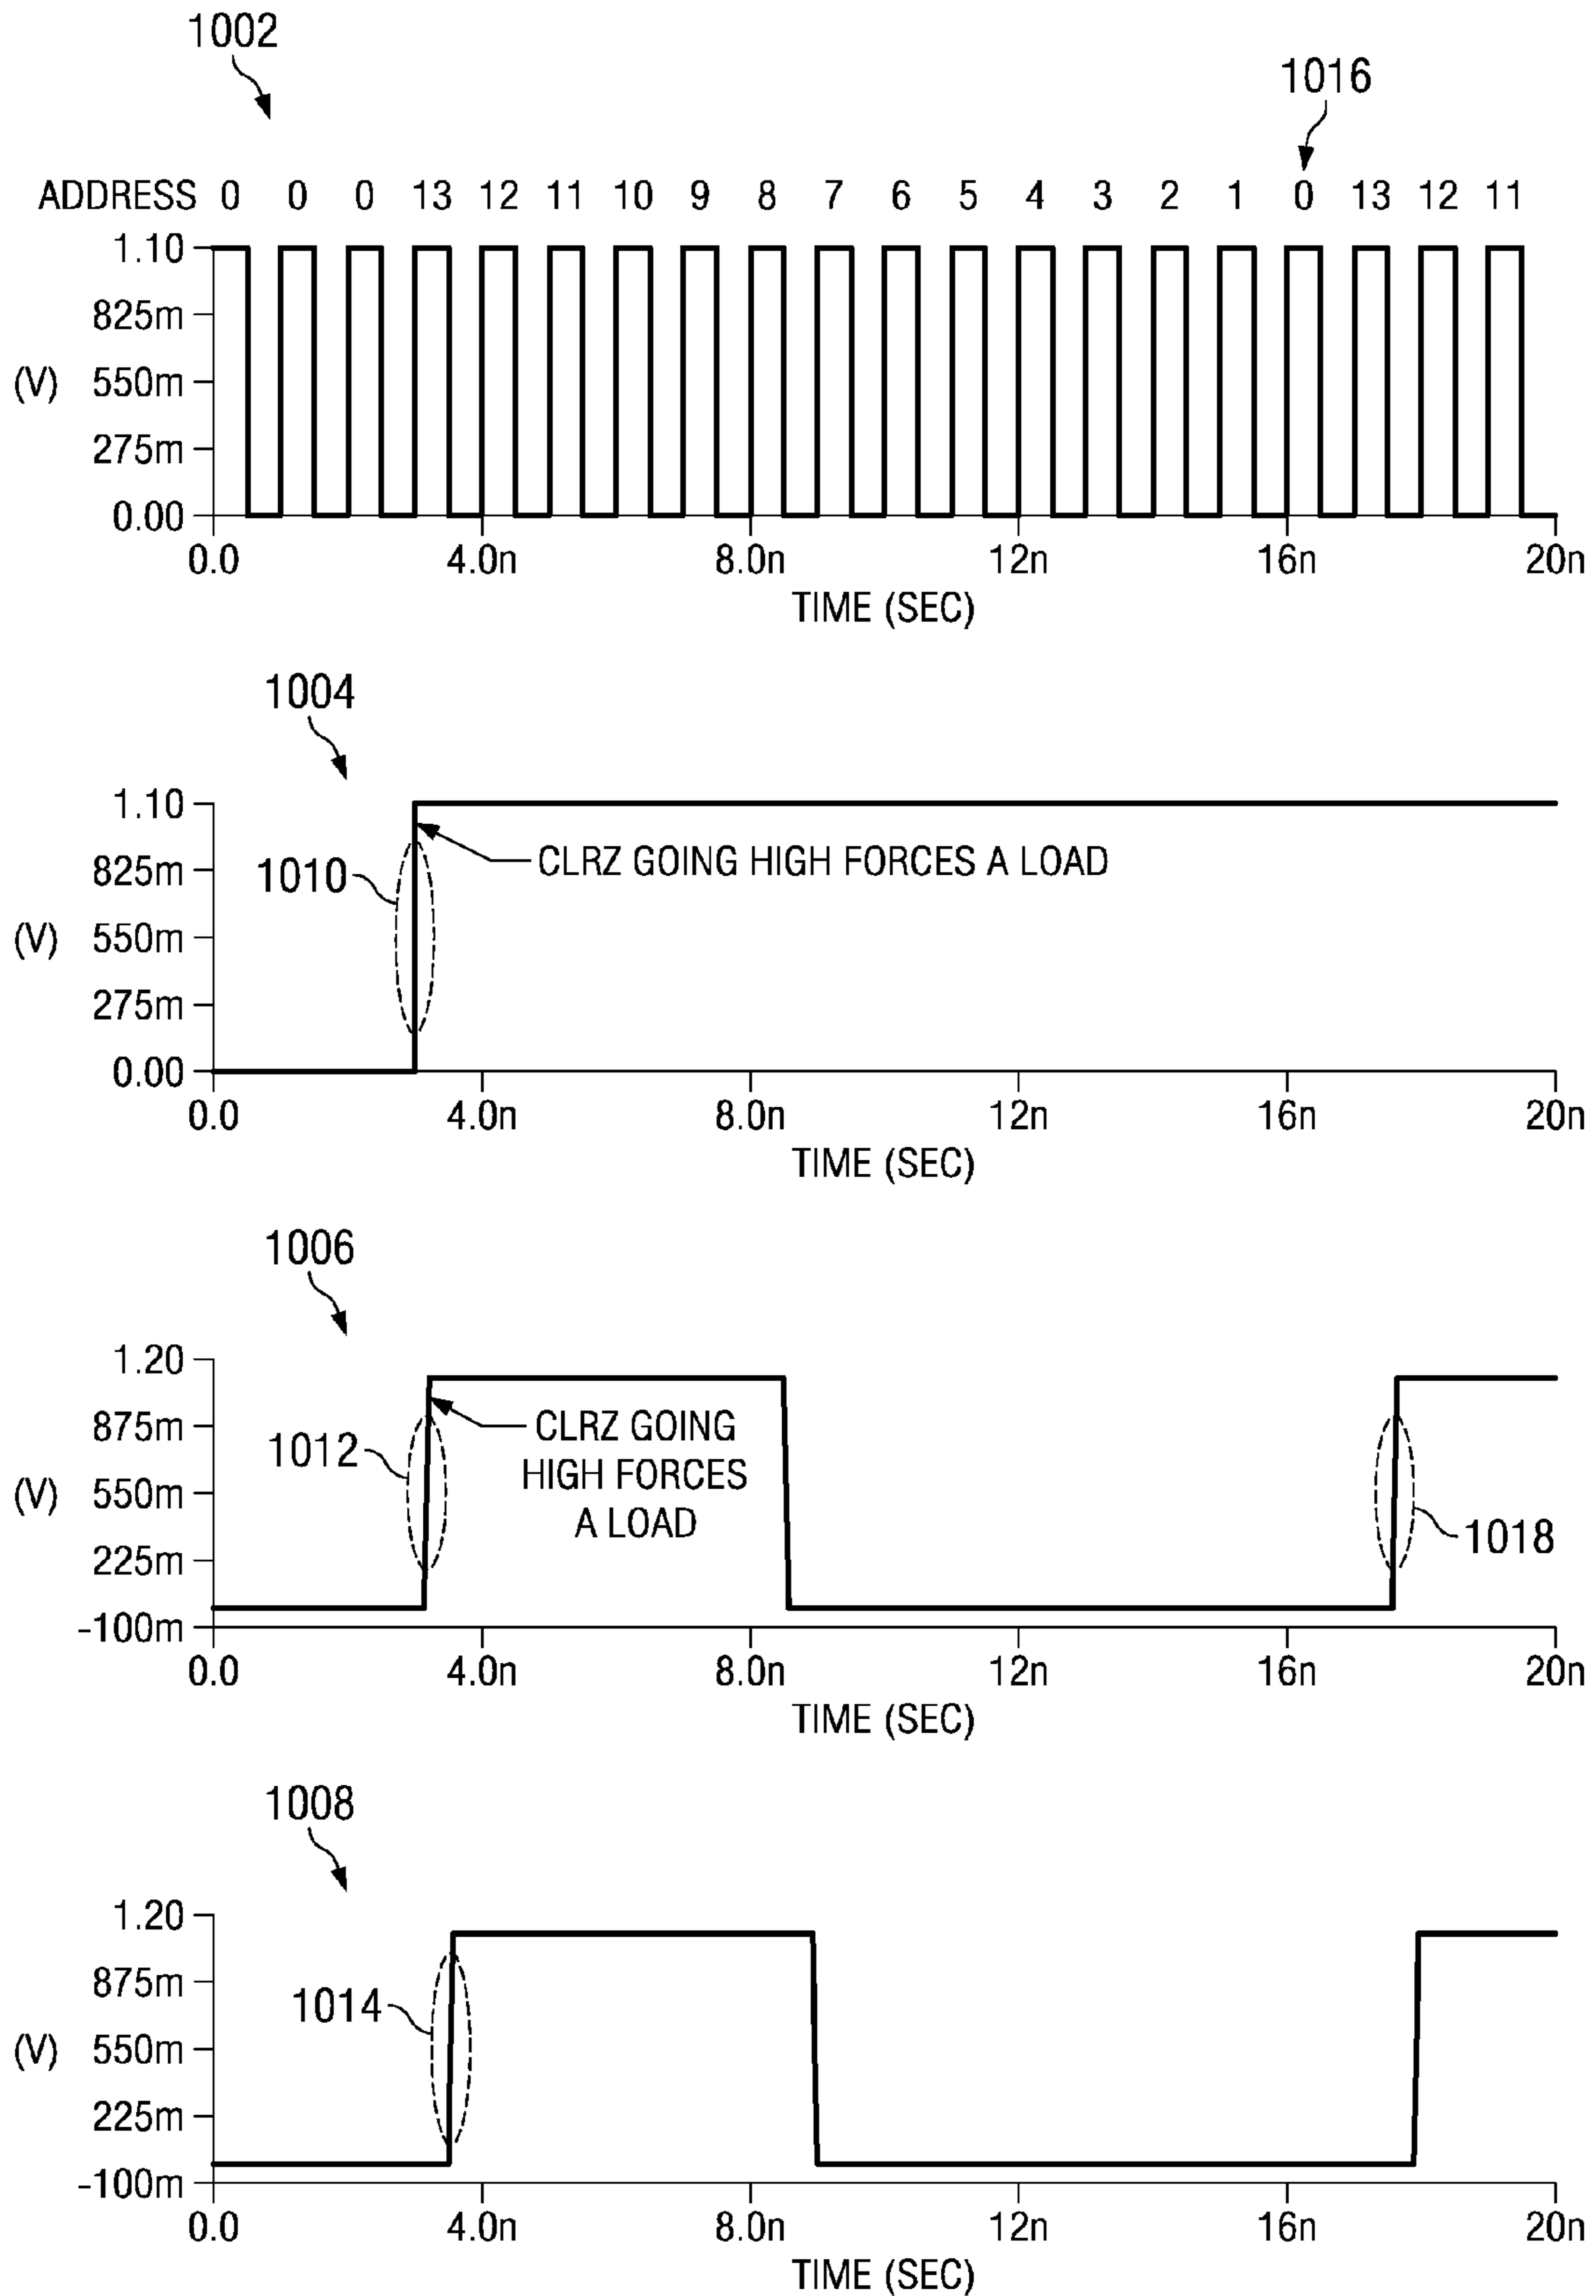 1002
1016
ADDRESS 0 0 0 13 12 11 10 9 8 7 6 5 4 3 2 1 0 13 12 11
1.10
825m
(V) 550m
275m
0.00
0.0 4.0n 8.0n 12n 16n 20n
TIME (SEC)
1004
1.10
CLRZ GOING HIGH FORCES A LOAD
825m
1010
(V) 550m
275m
0.00
0.0 4.0n 8.0n 12n 16n 20n
TIME (SEC)
1006
1.20
875m CLRZ GOING
1012
HIGH FORCES
(V) 550m
A LOAD
1018
225m
-100m
0.0 4.0n 8.0n 12n 16n 20n
TIME (SEC)
1008
1.20
875m
1014
(V) 550m
225m
-100m
0.0 4.0n 8.0n 12n 16n 20n
TIME (SEC)